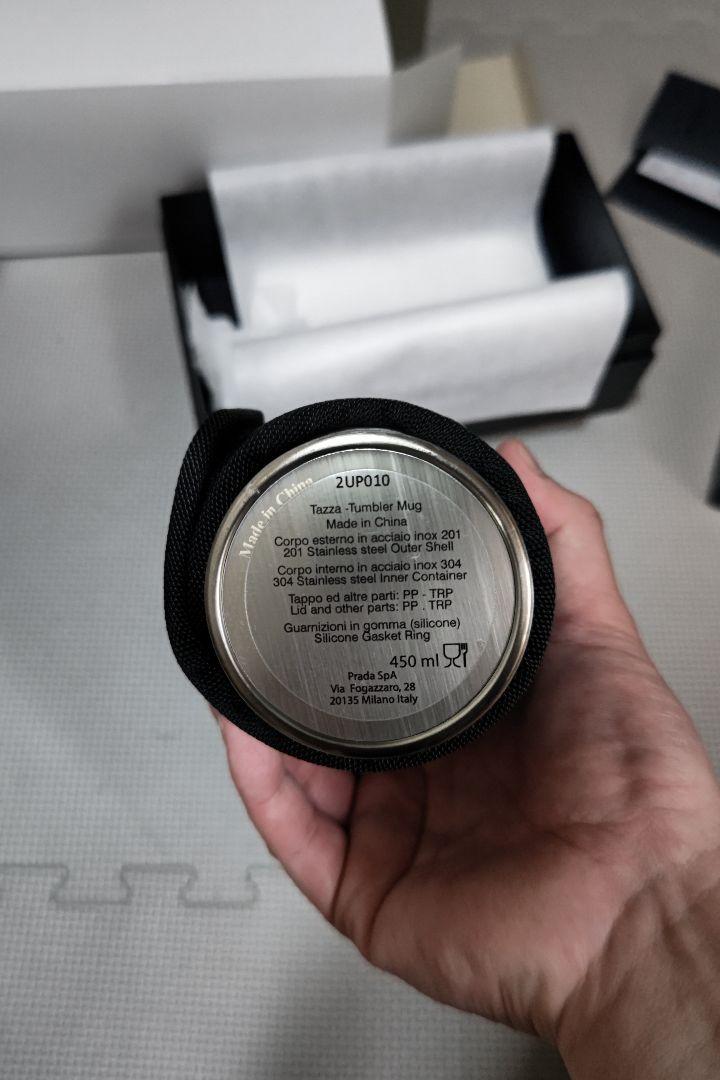 Made in China
2UP010
Tazza -Tumbler Mug
Made in China
Corpo esterno in acciaio inox 201
201 Stainless steel Outer Shell
Corpo interno in acciaio inox 304
304 Stainless steel Inner Container
Tappo ed altre parti: PP - TRP
Lid and other parts: PP . TRP
Guarnizioni in gomma (silicone)
Silicone Gasket Ring
450 ml
Prada SpA
Via Fogazzaro, 28
20135 Milano Italy